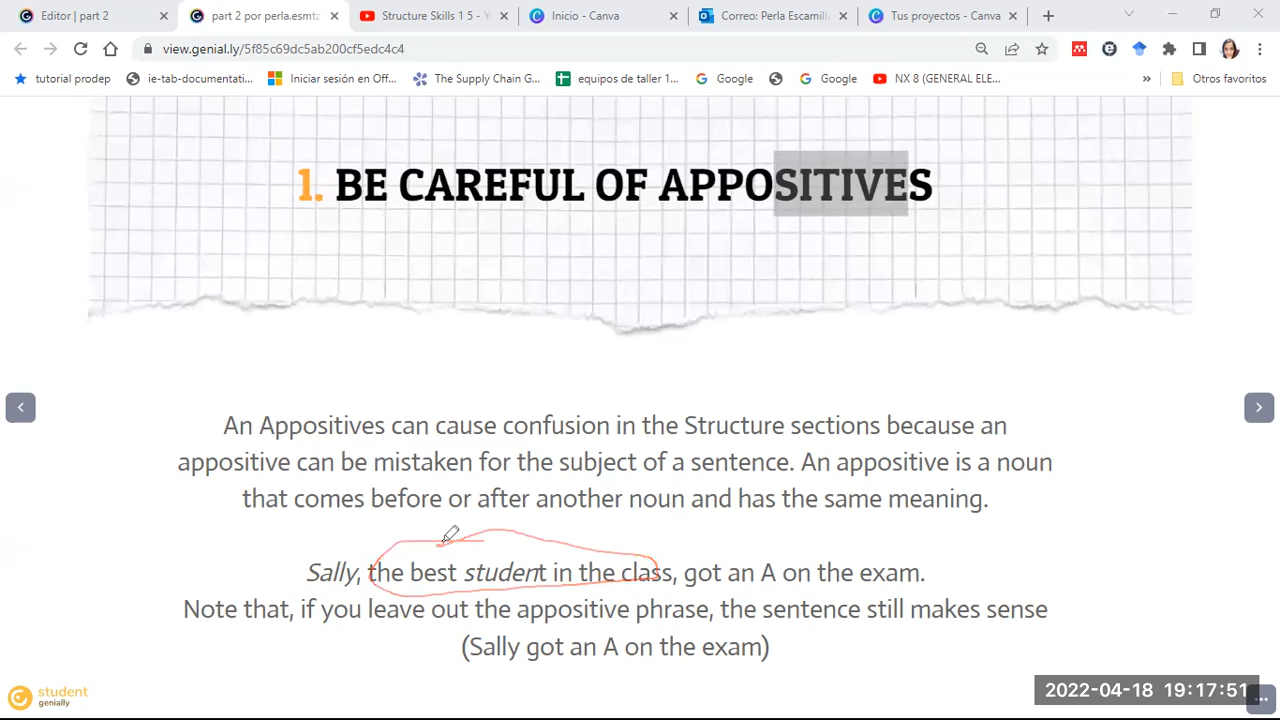 Editor | part 2
part 2 por perla.esmta
Structure Skills 1 5 - Y
Inicio - Canva
Correo: Perla Escamilla
Tus proyectos - Canva
view.genial.ly/5f85c69dc5ab200cf5edc4c4
tutorial prodep
ie-tab-documentati...
Iniciar sesión en Off...
The Supply Chain G...
equipos de taller 1...
Google
Google
NX 8 (GENERAL ELE...
»
Otros favoritos
1. BE CAREFUL OF APPOSITIVES
An Appositives can cause confusion in the Structure sections because an
appositive can be mistaken for the subject of a sentence. An appositive is a noun
that comes before or after another noun and has the same meaning.
Sally, the best student in the class, got an A on the exam.
Note that, if you leave out the appositive phrase, the sentence still makes sense
(Sally got an A on the exam)
student
genially
2022-04-18 19:17:51